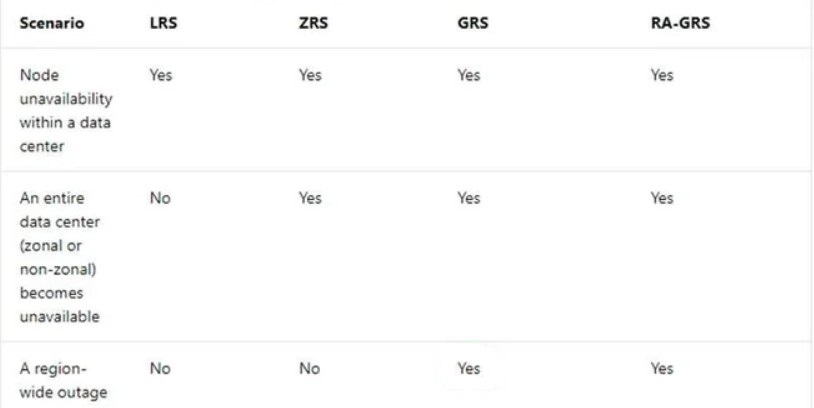 Scenario LRS ZRS GRS RA-GRS
Node Yes Yes Yes Yes
unavailability
within a data
center
An entire No Yes Yes Yes
data center
(zonal or
non-zonal)
becomes
unavailable
A region- No No Yes Yes
wide outage